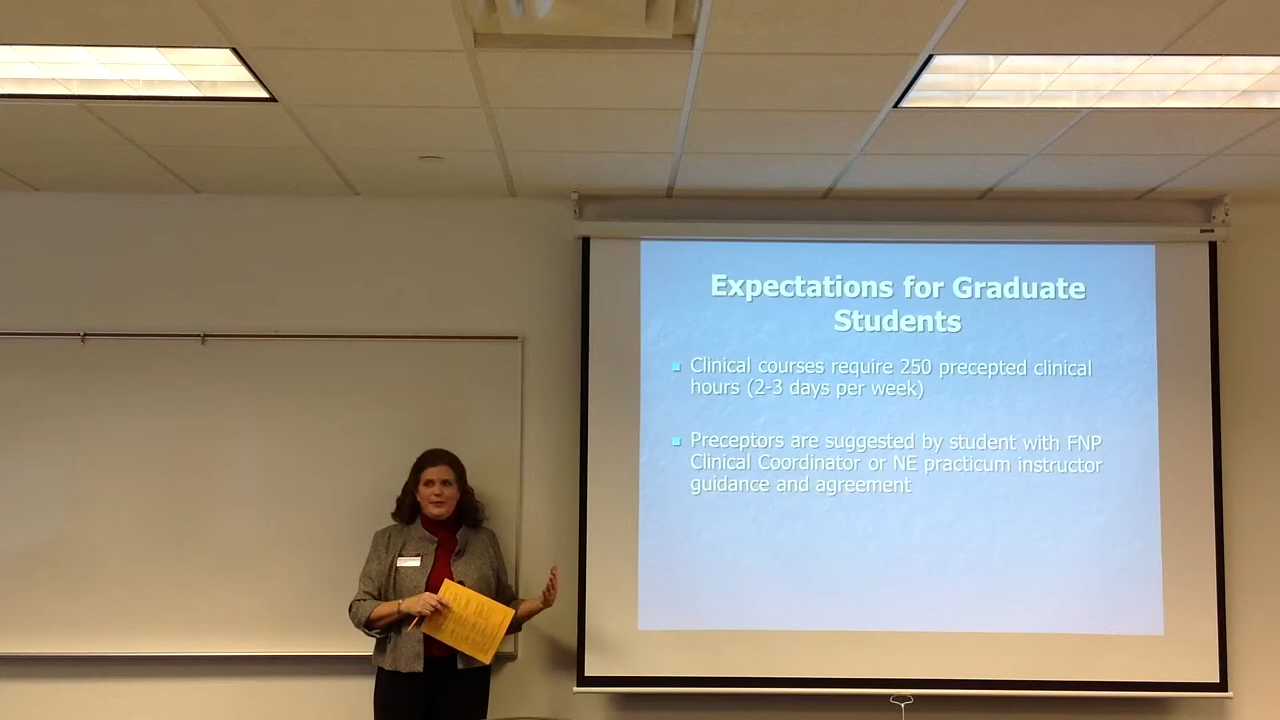 Expectations for Graduate
Students
Clinical courses require 250 precepted clinical
hours (2-3 days per week)
Preceptors are suggested by student with FNP
Clinical Coordinator or NE practicum instructor
guidance and agreement